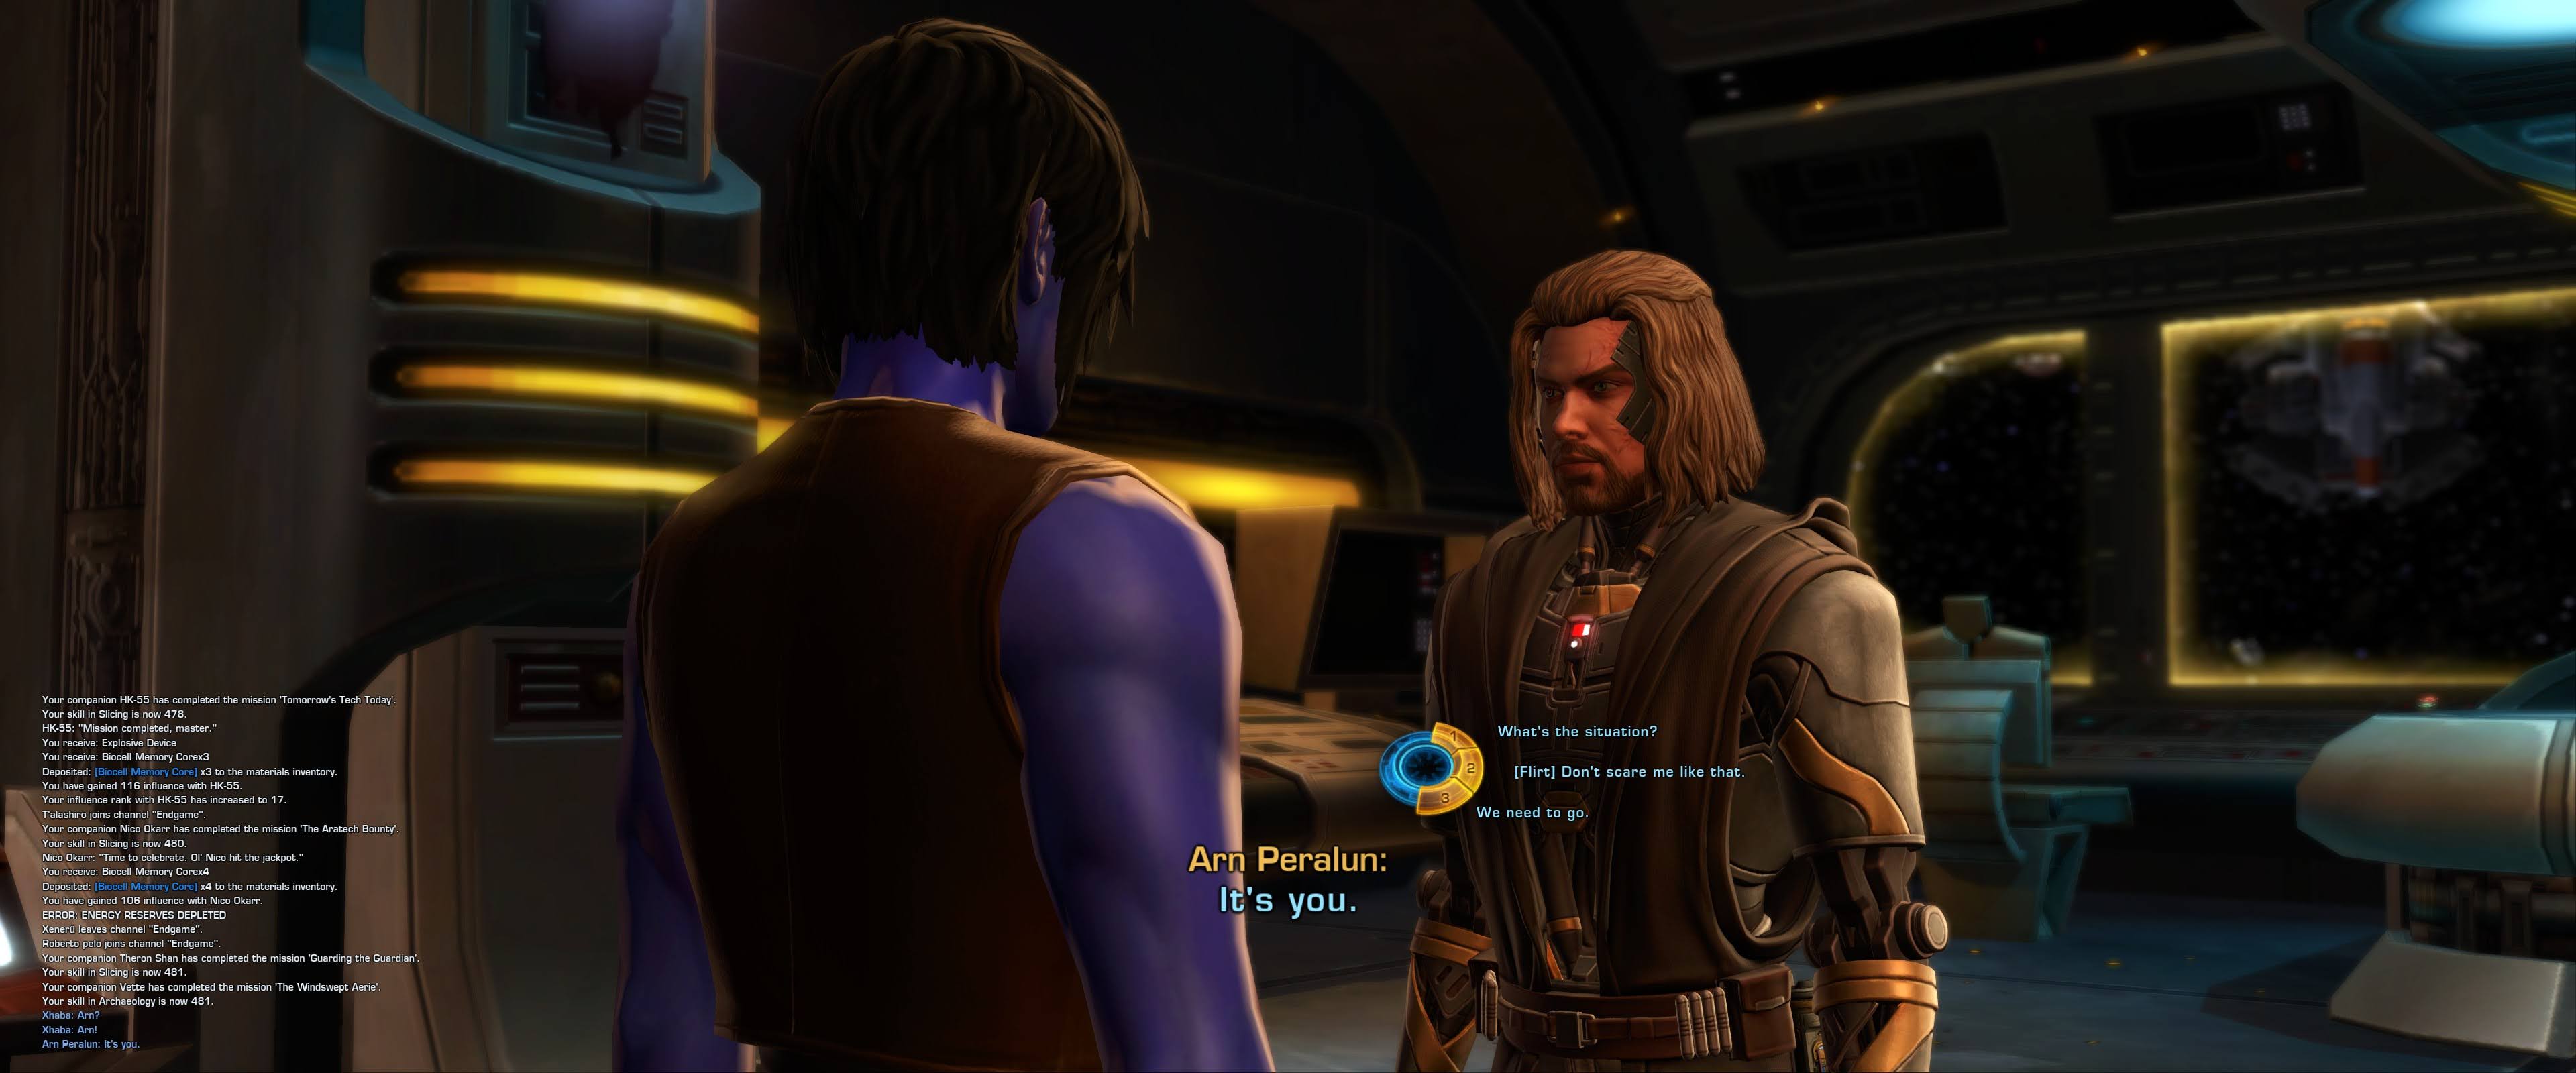 Your companion HK-55 has completed the mission 'Tomorrow's Tech Today'.
Your skill in Slicing is now 478.
HK-55: "Mission completed, master."
You receive: Explosive Device
You receive: Biocell Memory Corex3
Deposited: [Biocell Memory Core] x3 to the materials inventory.
You have gained 116 influence with HK-55.
Your influence rank with HK-55 has increased to 17.
T'alashiro joins channel "Endgame".
Your companion Nico Okarr has completed the mission 'The Aratech Bounty'.
Your skill in Slicing is now 480.
Nico Okarr: "Time to celebrate. Ol' Nico hit the jackpot."
You receive: Biocell Memory Corex4
Deposited: [Biocell Memory Core] x4 to the materials inventory.
You have gained 106 influence with Nico Okarr.
ERROR: ENERGY RESERVES DEPLETED
Xenerü leaves channel "Endgame".
Roberto pelo joins channel "Endgame".
Your companion Theron Shan has completed the mission 'Guarding the Guardian'.
Your skill in Slicing is now 481.
Your companion Vette has completed the mission 'The Windswept Aerie'.
Your skill in Archaeology is now 481.
Xhaba: Arn?
Xhaba: Arn!
Arn Peralun: It's you.
1 What's the situation?
2 [Flirt] Don't scare me like that.
3 We need to go.
Arn Peralun:
It's you.